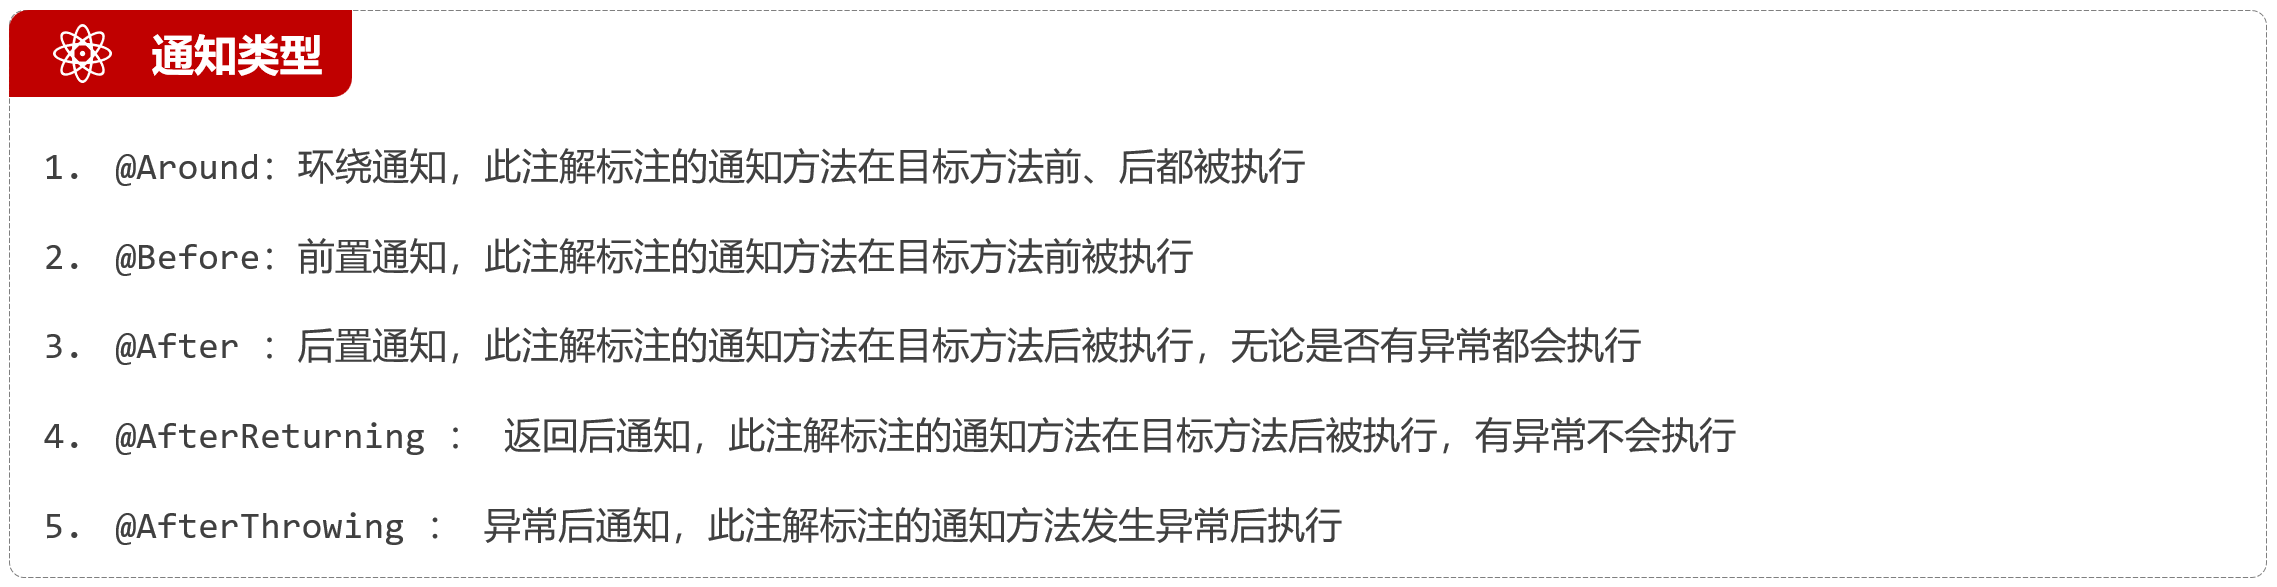 通知类型
1. @Around：环绕通知，此注解标注的通知方法在目标方法前、后都被执行
2. @Before：前置通知，此注解标注的通知方法在目标方法前被执行
3. @After ：后置通知，此注解标注的通知方法在目标方法后被执行，无论是否有异常都会执行
4. @AfterReturning ： 返回后通知，此注解标注的通知方法在目标方法后被执行，有异常不会执行
5. @AfterThrowing ： 异常后通知，此注解标注的通知方法发生异常后执行